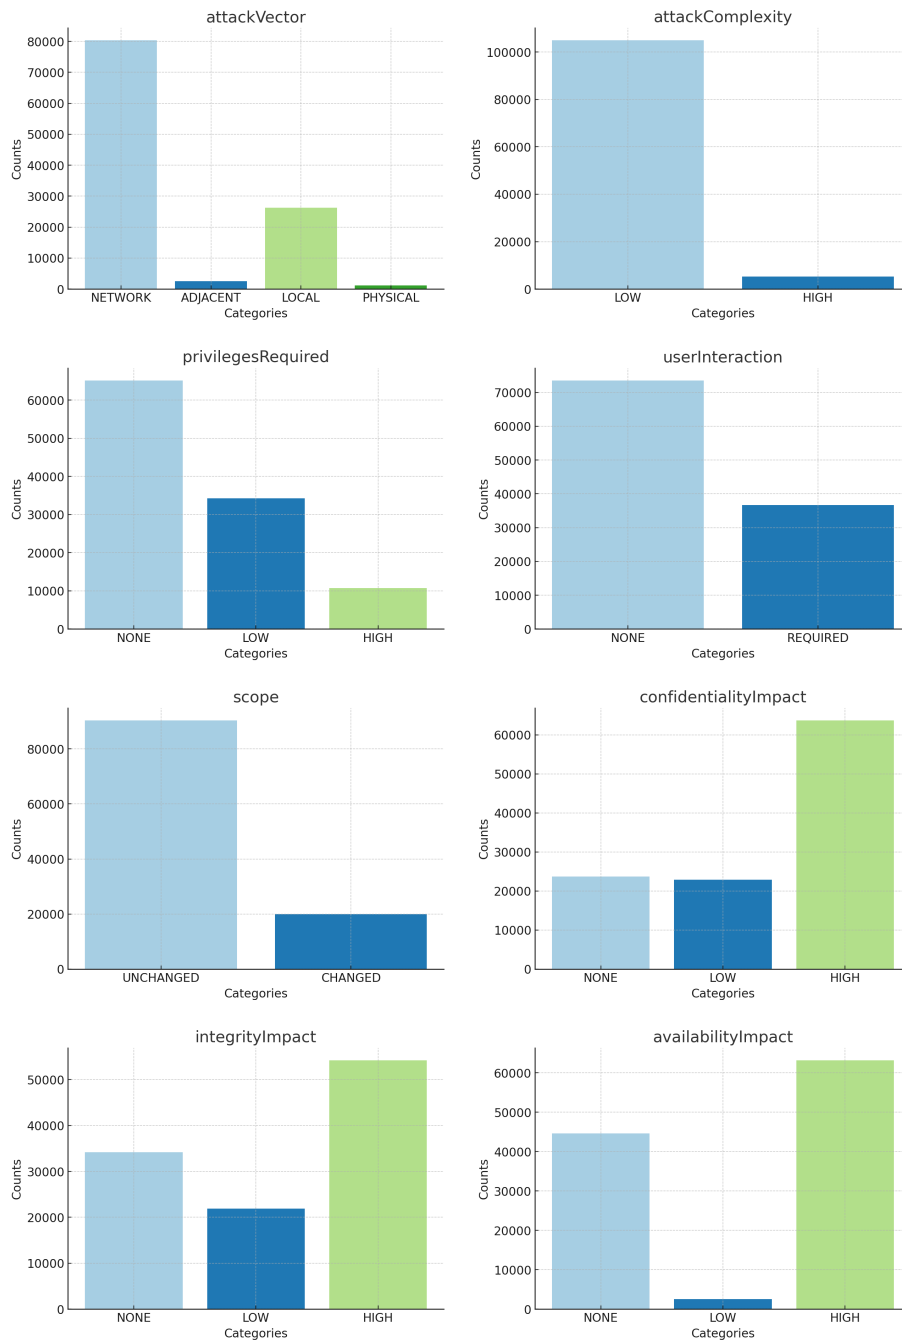 attackVector
80000
70000
60000
50000
40000
30000
20000
10000
0
Counts
NETWORK ADJACENT LOCAL PHYSICAL
Categories
attackComplexity
100000
80000
60000
40000
20000
0
Counts
LOW HIGH
Categories
privilegesRequired
60000
50000
40000
30000
20000
10000
0
Counts
NONE LOW HIGH
Categories
userInteraction
70000
60000
50000
40000
30000
20000
10000
0
Counts
NONE REQUIRED
Categories
scope
80000
60000
40000
20000
0
Counts
UNCHANGED CHANGED
Categories
confidentialityImpact
60000
50000
40000
30000
20000
10000
0
Counts
NONE LOW HIGH
Categories
integrityImpact
50000
40000
30000
20000
10000
0
Counts
NONE LOW HIGH
Categories
availabilityImpact
60000
50000
40000
30000
20000
10000
0
Counts
NONE LOW HIGH
Categories